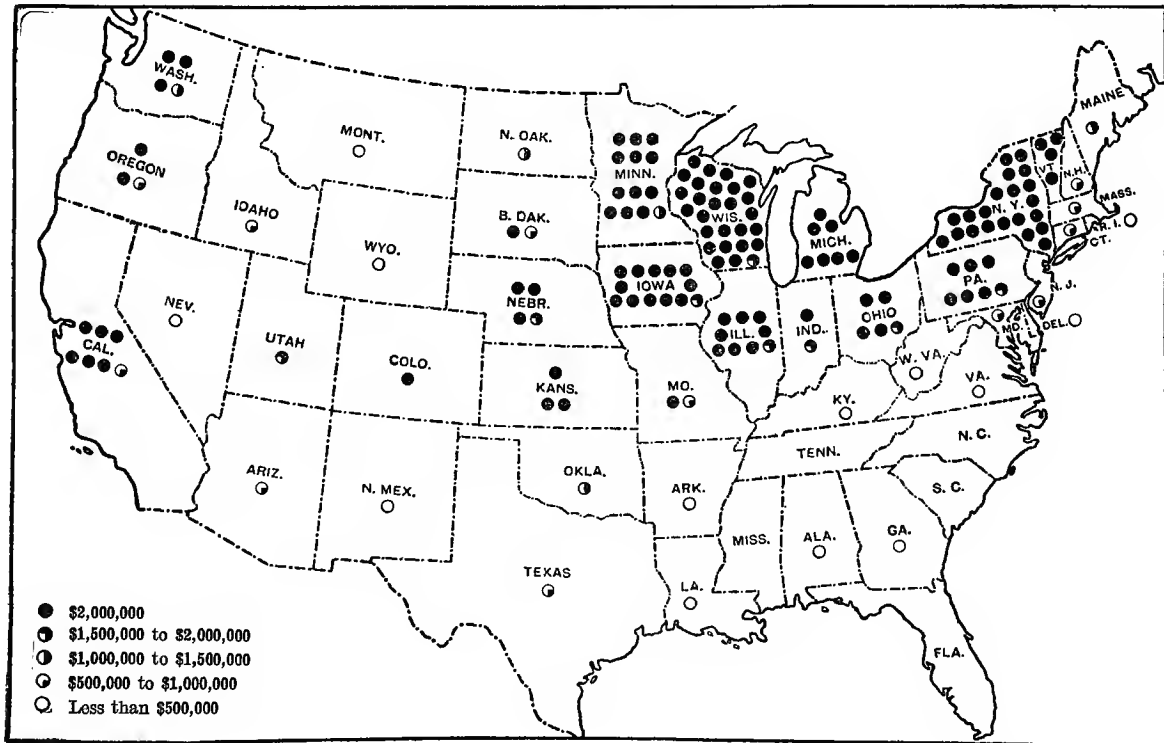 WASH.
MAINE
MONT.
N. OAK.
MINN.
OREGON
VT.
N.H.
IDAHO
B. DAK.
WIS.
N. Y.
MASS.
R. I.
CT.
WYO.
MICH.
NEBR.
IOWA
PA.
N. J.
NEV.
UTAH
COLO.
ILL.
IND.
OHIO
MD.
DEL.
CAL.
KANS.
MO.
W. VA.
VA.
KY.
N. C.
TENN.
ARIZ.
N. MEX.
OKLA.
ARK.
S. C.
MISS.
ALA.
GA.
TEXAS
LA.
FLA.
$2,000,000
$1,500,000 to $2,000,000
$1,000,000 to $1,500,000
$500,000 to $1,000,000
Less than $500,000